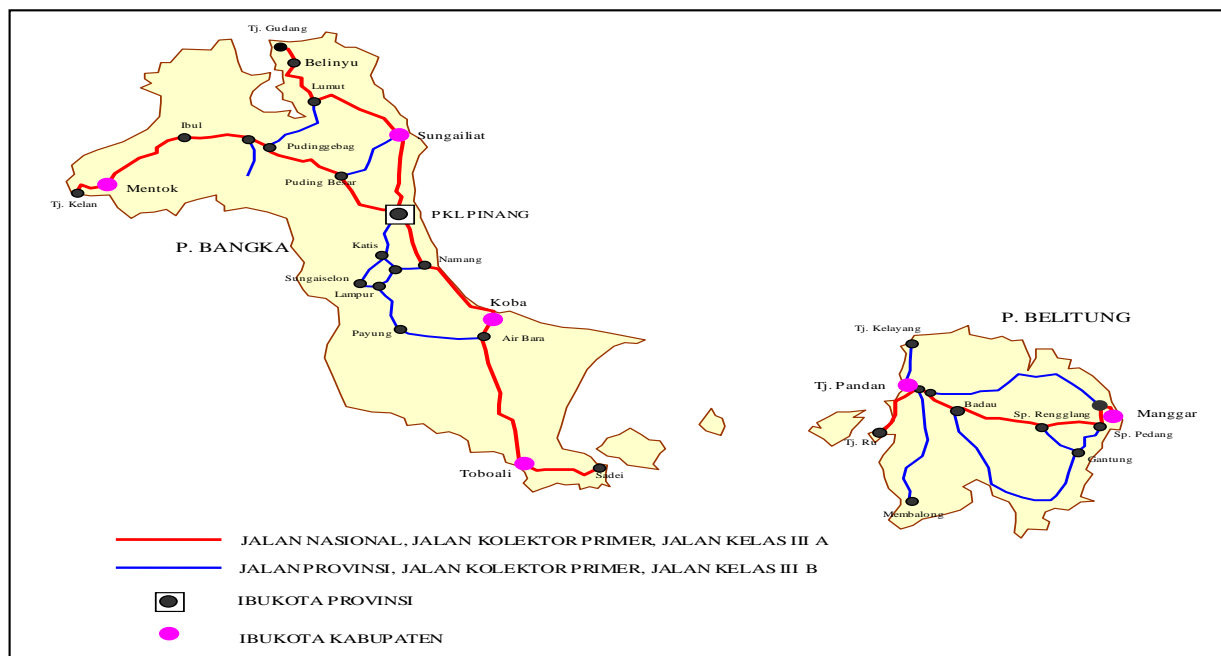 Tj. Gudang
Belinyu
Lumut
Ibul
Sungailiat
Pudinggebag
Puding Besar
Mentok
Tj. Kelan
PKLPINANG
P. BANGKA
Katis
Namang
Sungaiselon
Lampur
Koba
Payung
Air Bara
P. BELITUNG
Tj. Kelayang
Tj. Pandan
Badau
Sp. Rengglang
Manggar
Tj. Ru
Sp. Pedang
Gantung
Toboali
Sadei
Membalong
JALAN NASIONAL, JALAN KOLEKTOR PRIMER, JALAN KELAS III A
JALAN PROVINSI, JALAN KOLEKTOR PRIMER, JALAN KELAS III B
IBUKOTA PROVINSI
IBUKOTA KABUPATEN